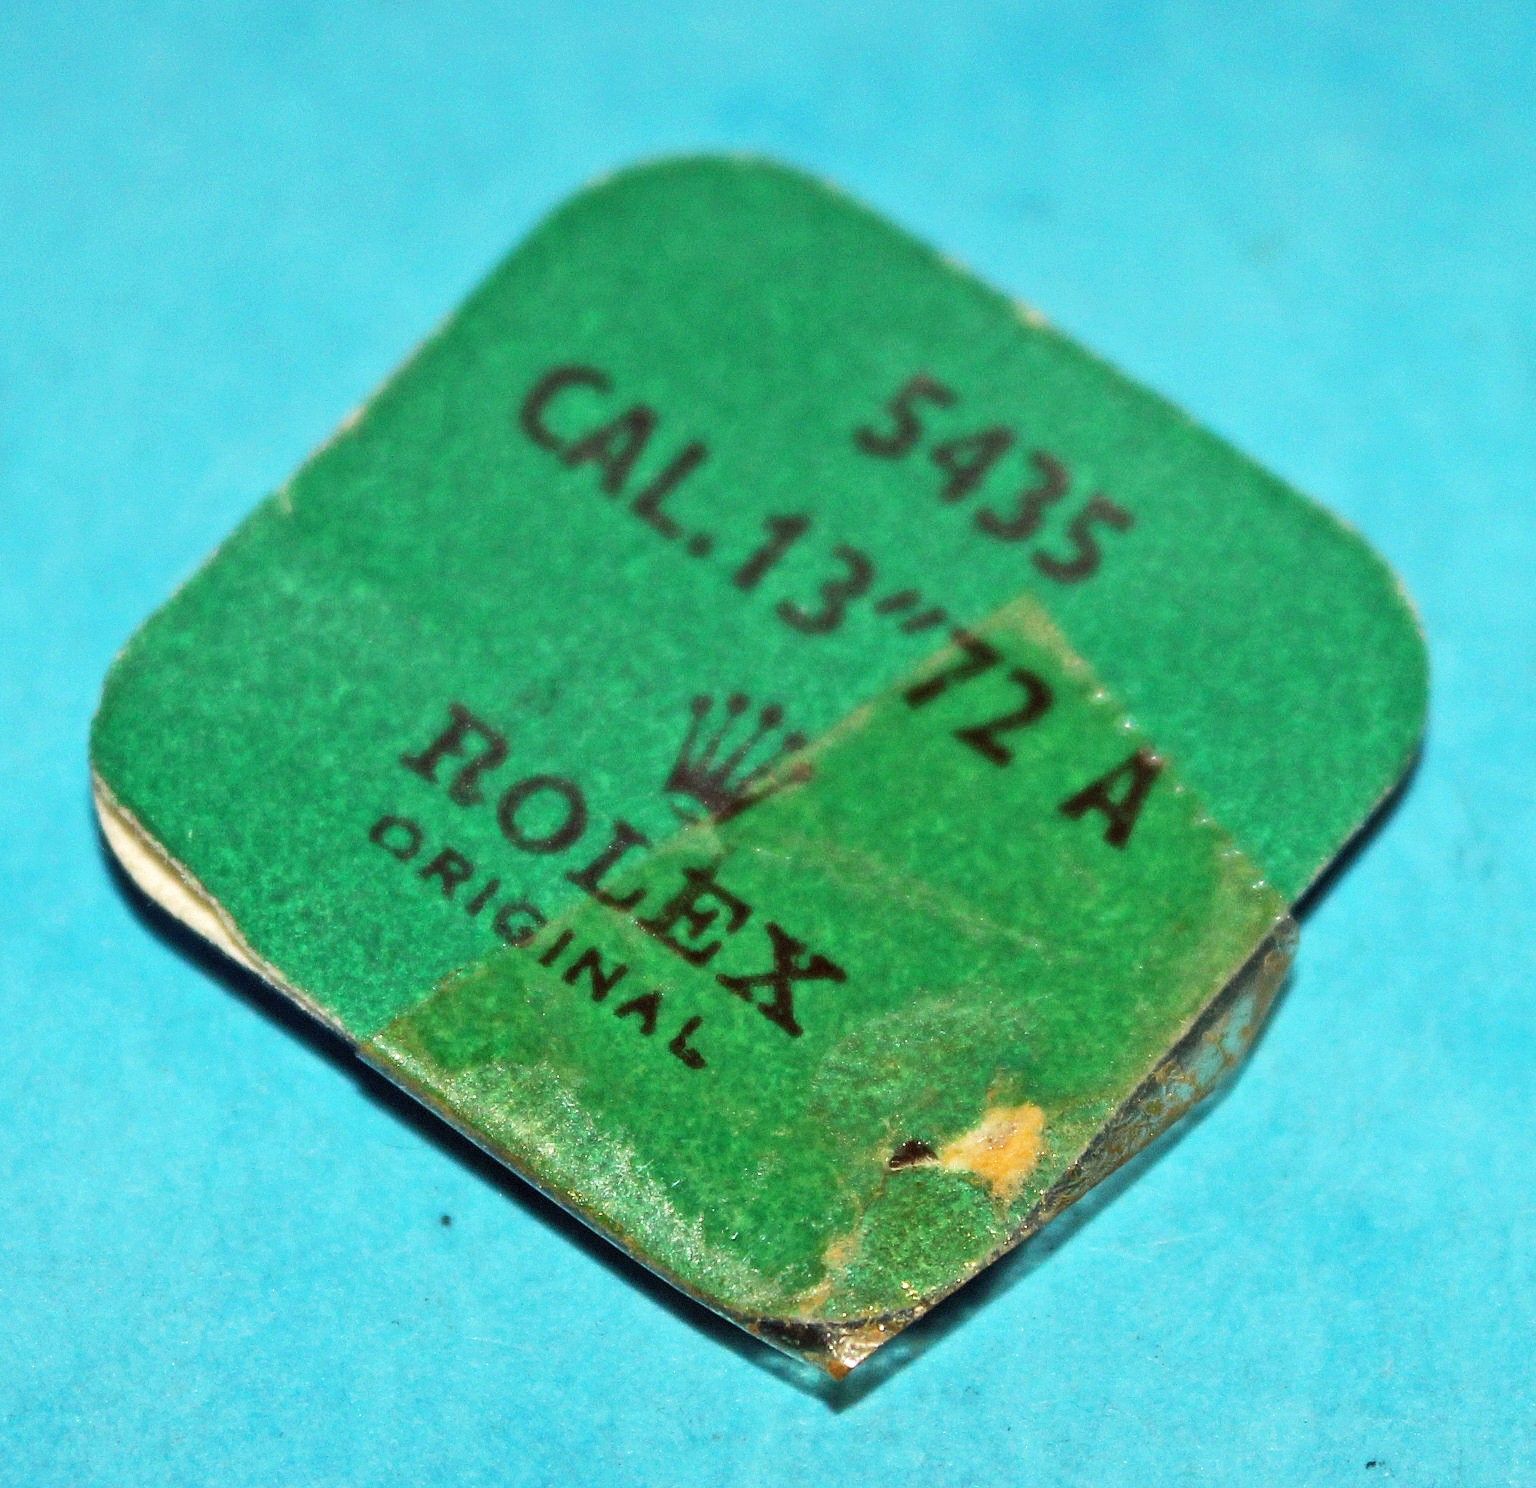 5435
CAL. 13" 72 A
ROLEX
ORIGINAL